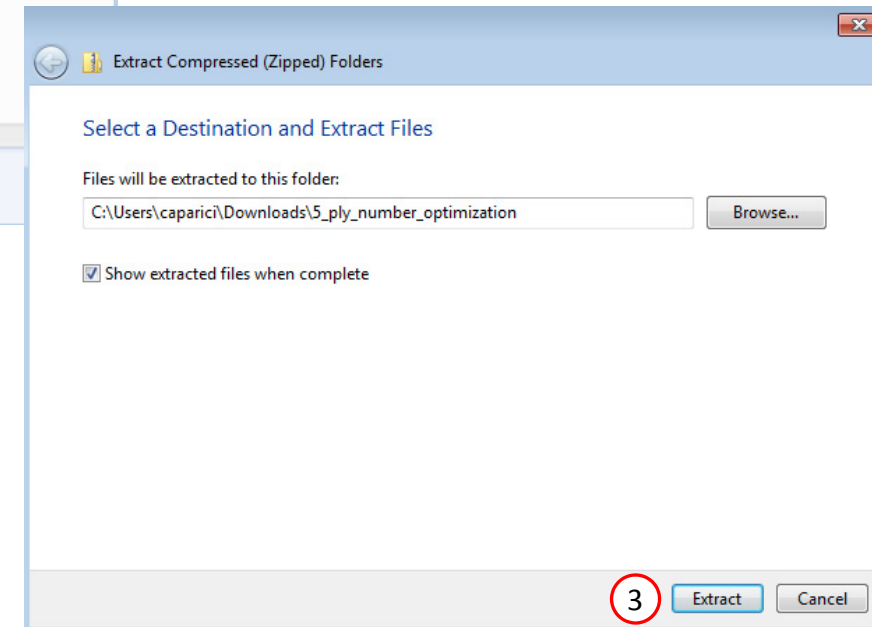 Extract Compressed (Zipped) Folders
Select a Destination and Extract Files
Files will be extracted to this folder:
C:\Users\caparici\Downloads\5_ply_number_optimization
Browse...
Show extracted files when complete
3 Extract Cancel